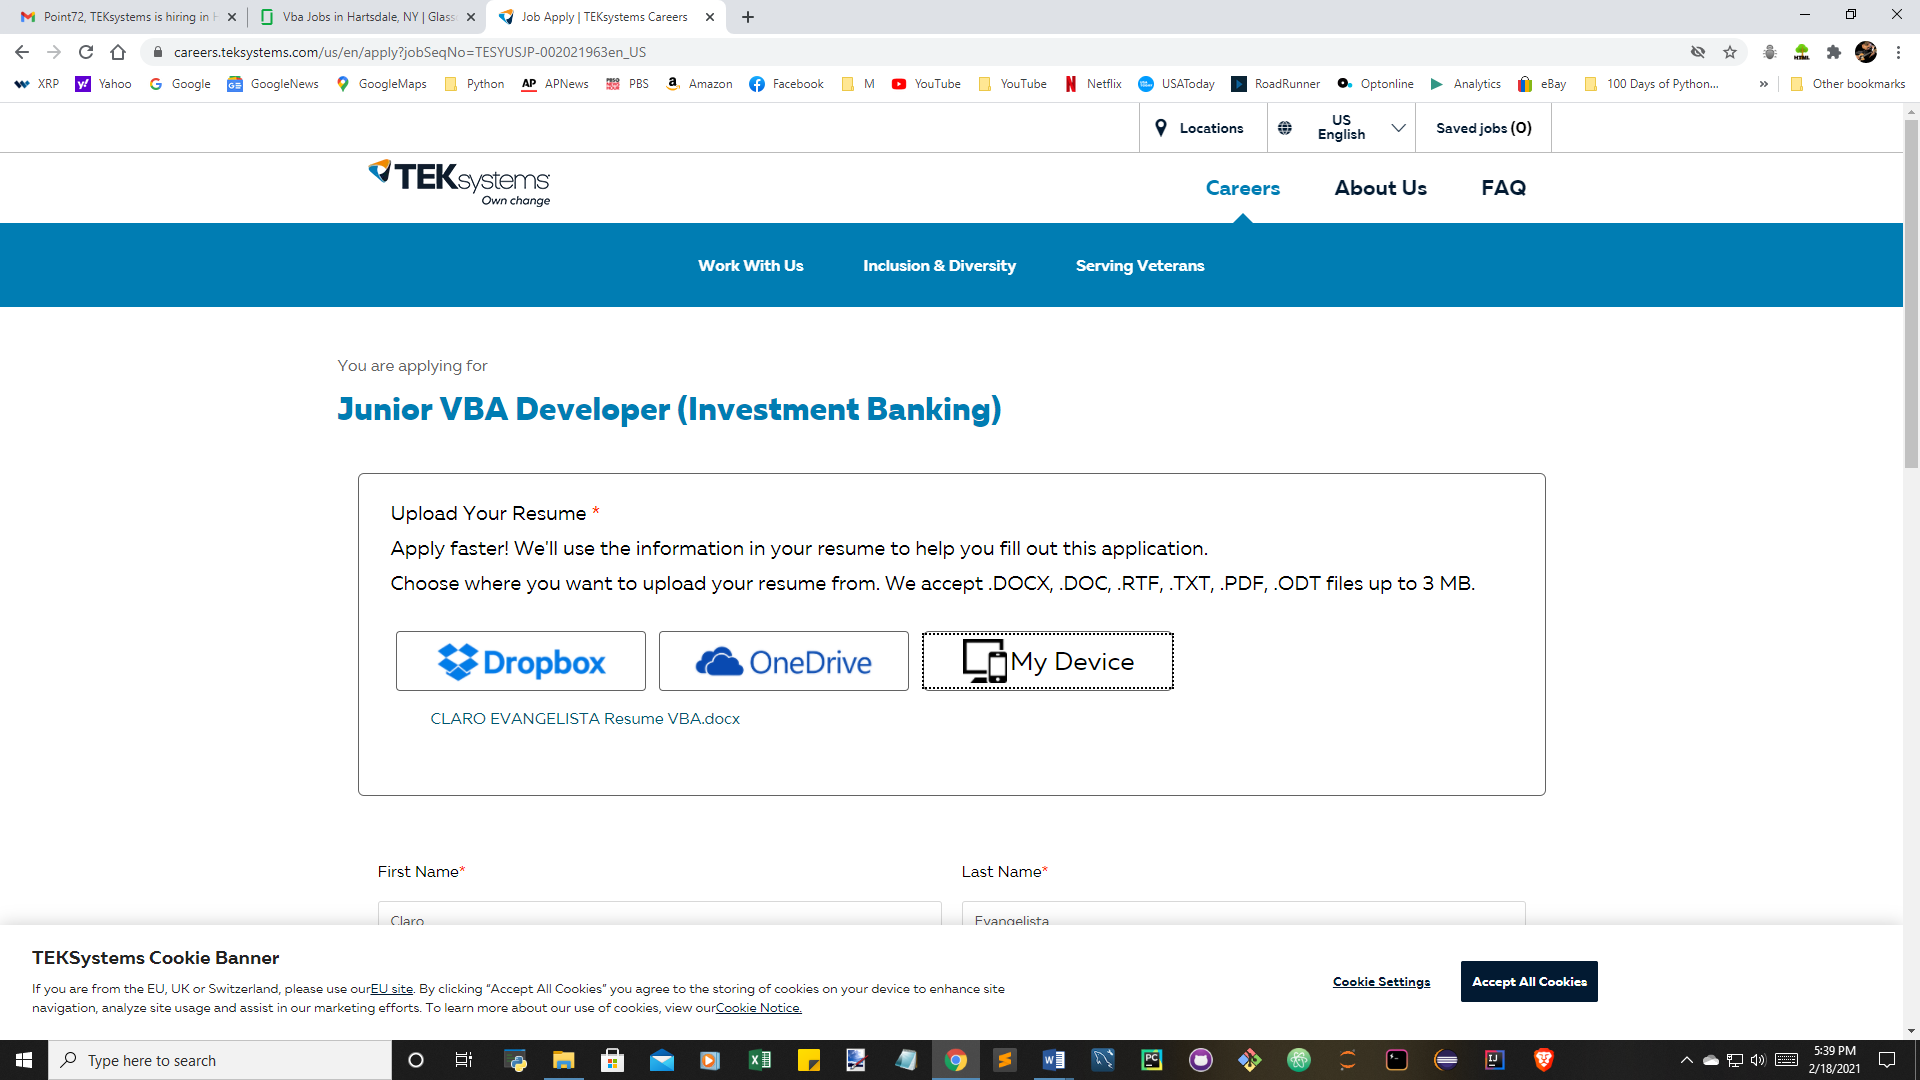 Point72, TEKsystems is hiring in H
Vba Jobs in Hartsdale, NY | Glass
Job Apply | TEKsystems Careers
careers.teksystems.com/us/en/apply?jobSeqNo=TESYUSJP-002021963en_US
XRP Yahoo Google GoogleNews GoogleMaps Python APNews PBS Amazon Facebook M YouTube YouTube Netflix USAToday RoadRunner Optonline Analytics eBay 100 Days of Python... » Other bookmarks
Locations
US English
Saved jobs (0)
TEKsystems
Own change
Careers About Us FAQ
Work With Us Inclusion & Diversity Serving Veterans
You are applying for
Junior VBA Developer (Investment Banking)
Upload Your Resume *
Apply faster! We'll use the information in your resume to help you fill out this application.
Choose where you want to upload your resume from. We accept .DOCX, .DOC, .RTF, .TXT, .PDF, .ODT files up to 3 MB.
Dropbox OneDrive My Device
CLARO EVANGELISTA Resume VBA.docx
First Name* Last Name*
Claro Evangelista
TEKSystems Cookie Banner
If you are from the EU, UK or Switzerland, please use ourEU site. By clicking “Accept All Cookies” you agree to the storing of cookies on your device to enhance site
navigation, analyze site usage and assist in our marketing efforts. To learn more about our use of cookies, view ourCookie Notice.
Cookie Settings Accept All Cookies
Type here to search
5:39 PM
2/18/2021